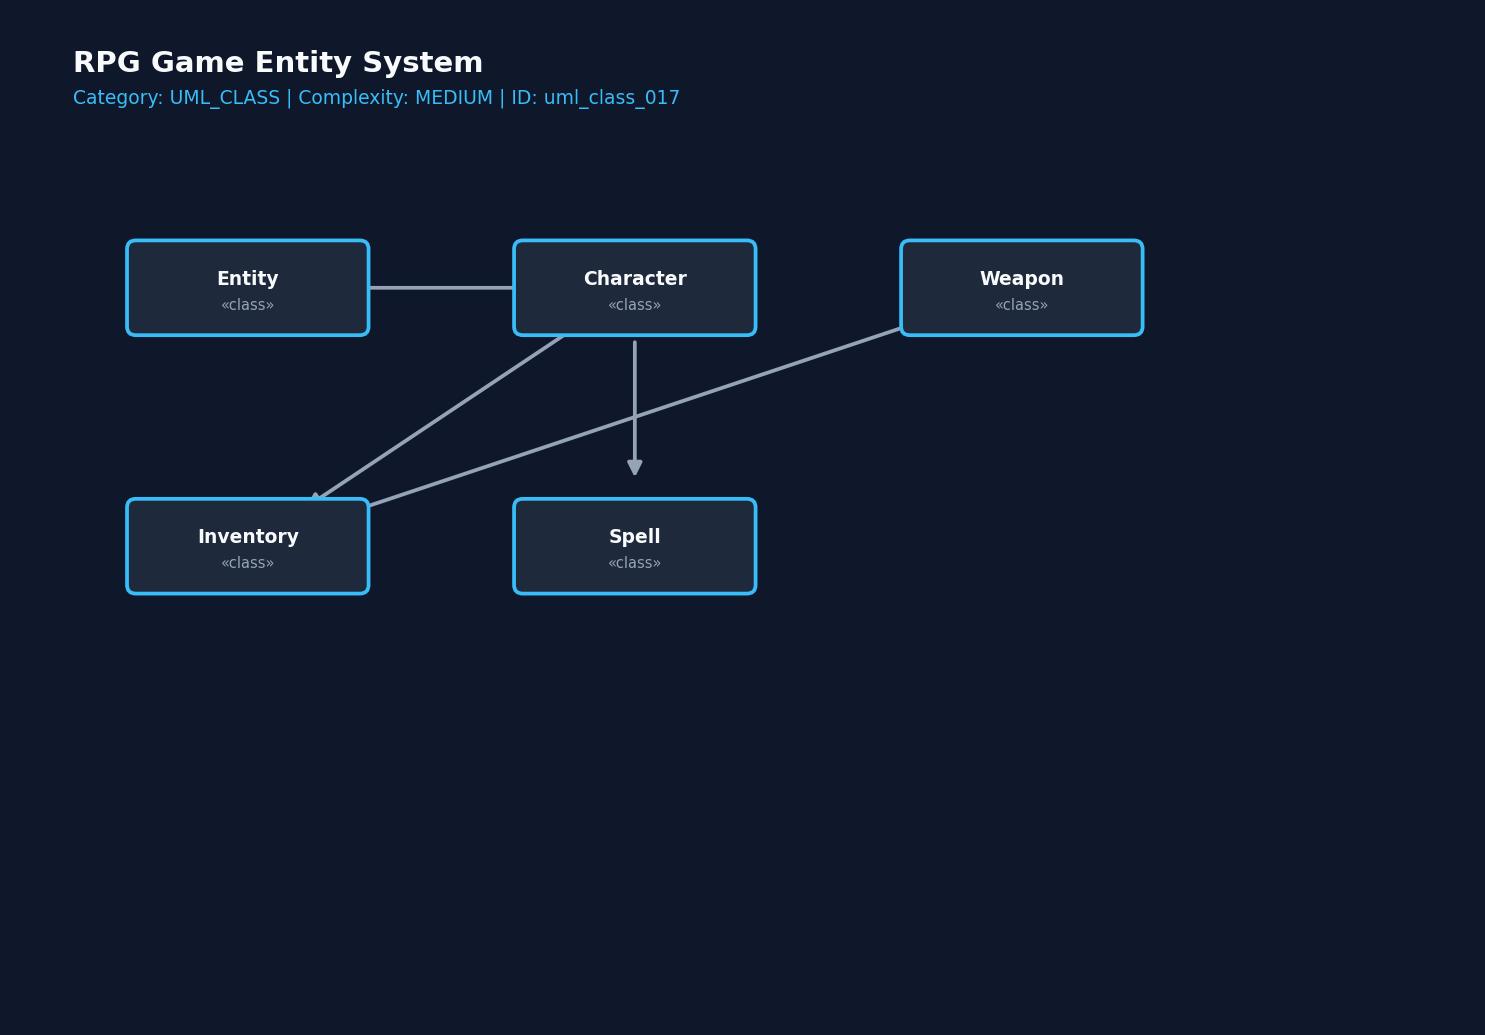 RPG Game Entity System
Category: UML_CLASS | Complexity: MEDIUM | ID: uml_class_017
Entity
«class»
Character
«class»
Weapon
«class»
Inventory
«class»
Spell
«class»